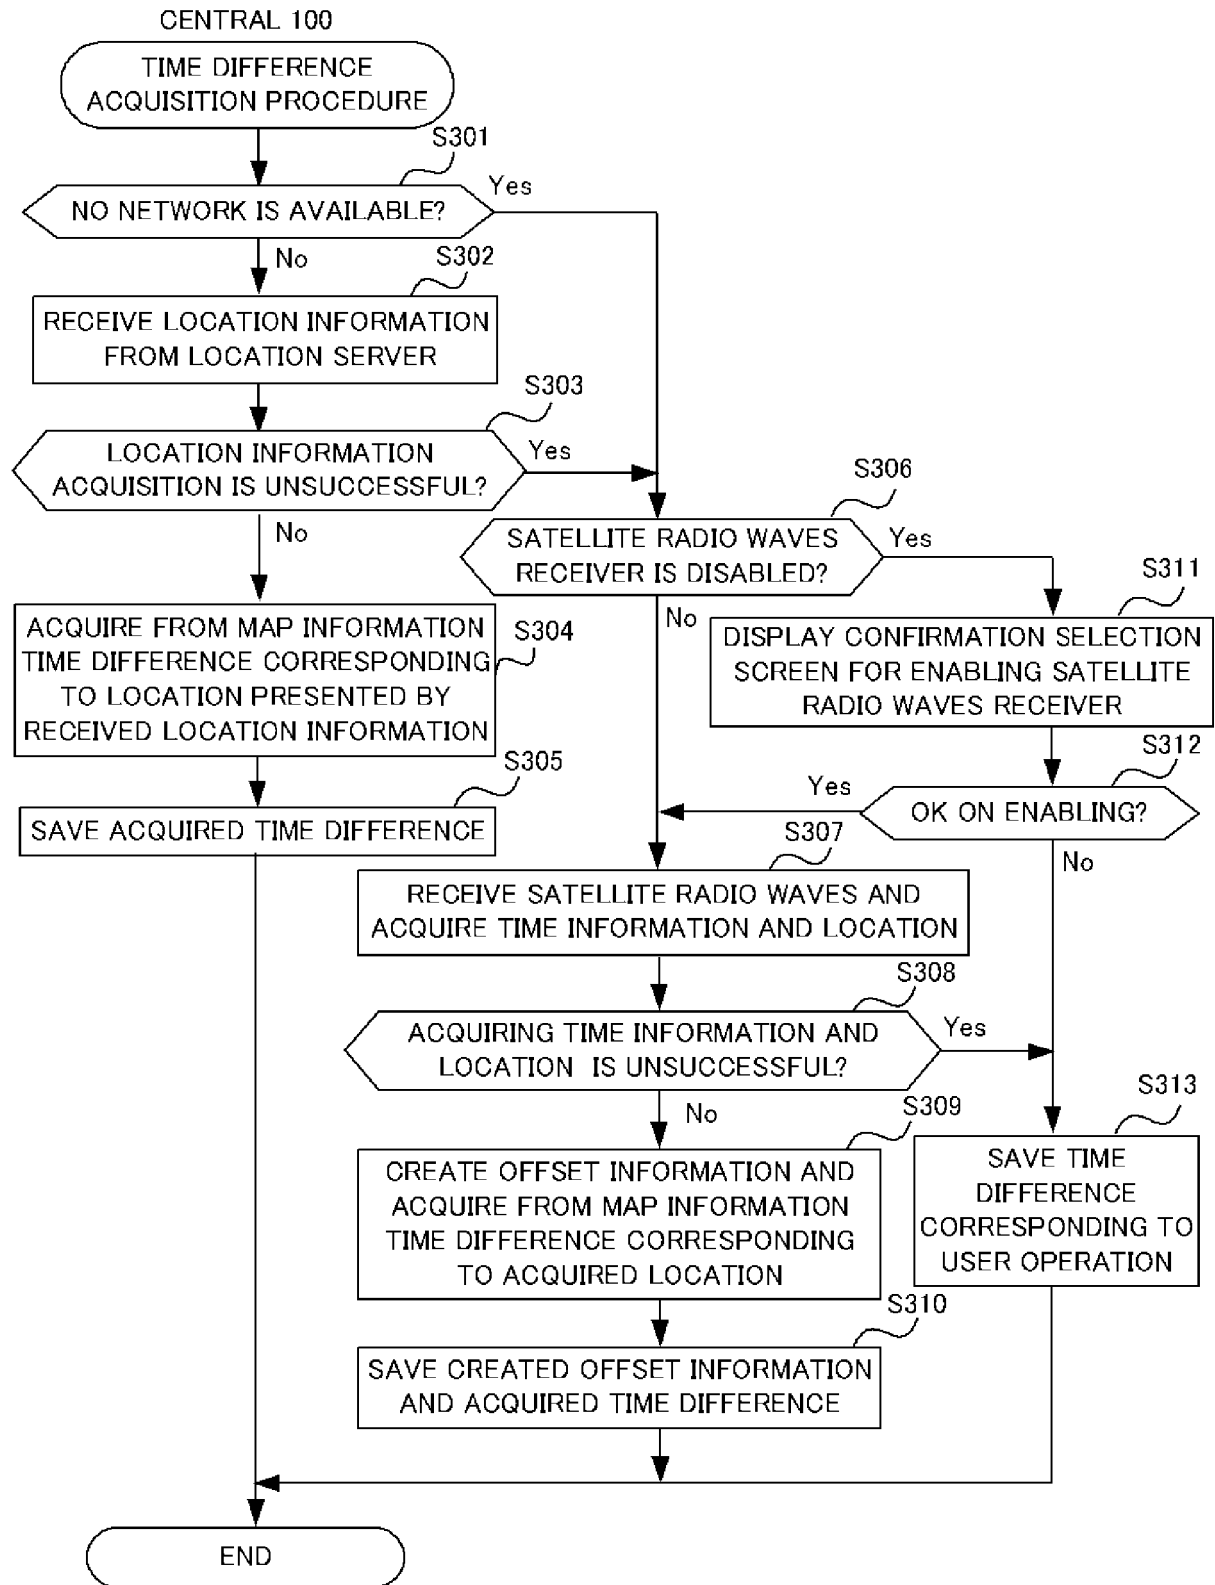 CENTRAL 100
TIME DIFFERENCE
ACQUISITION PROCEDURE
S301
NO NETWORK IS AVAILABLE?
Yes
No
S302
RECEIVE LOCATION INFORMATION
FROM LOCATION SERVER
S303
LOCATION INFORMATION
ACQUISITION IS UNSUCCESSFUL?
Yes
No
S304
ACQUIRE FROM MAP INFORMATION
TIME DIFFERENCE CORRESPONDING
TO LOCATION PRESENTED BY
RECEIVED LOCATION INFORMATION
S305
SAVE ACQUIRED TIME DIFFERENCE
S306
SATELLITE RADIO WAVES
RECEIVER IS DISABLED?
Yes
No
S311
DISPLAY CONFIRMATION SELECTION
SCREEN FOR ENABLING SATELLITE
RADIO WAVES RECEIVER
S312
OK ON ENABLING?
Yes
No
S307
RECEIVE SATELLITE RADIO WAVES AND
ACQUIRE TIME INFORMATION AND LOCATION
S308
ACQUIRING TIME INFORMATION AND
LOCATION IS UNSUCCESSFUL?
Yes
No
S309
CREATE OFFSET INFORMATION AND
ACQUIRE FROM MAP INFORMATION
TIME DIFFERENCE CORRESPONDING
TO ACQUIRED LOCATION
S313
SAVE TIME
DIFFERENCE
CORRESPONDING TO
USER OPERATION
S310
SAVE CREATED OFFSET INFORMATION
AND ACQUIRED TIME DIFFERENCE
END